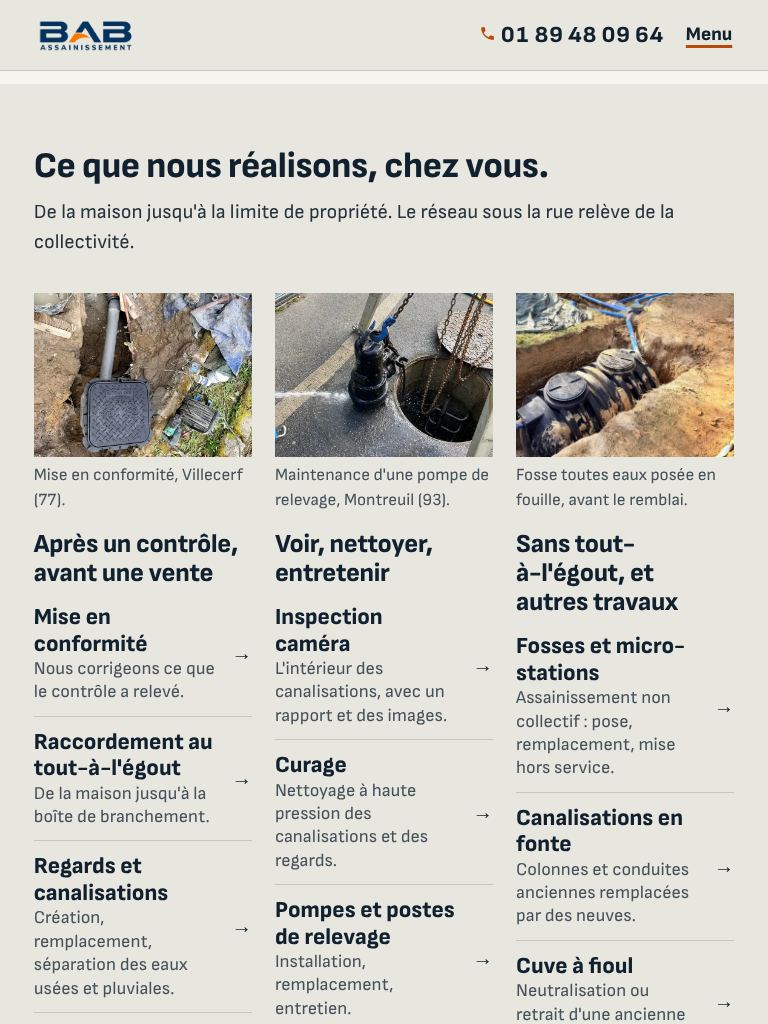 BAB
ASSAINISSEMENT
01 89 48 09 64
Menu
Ce que nous réalisons, chez vous.
De la maison jusqu'à la limite de propriété. Le réseau sous la rue relève de la
collectivité.
Mise en conformité, Villecerf
(77).
Après un contrôle,
avant une vente
Mise en
conformité
Nous corrigeons ce que
le contrôle a relevé.
→
Raccordement au
tout-à-l'égout
De la maison jusqu'à la
boîte de branchement.
→
Regards et
canalisations
Création,
remplacement,
séparation des eaux
usées et pluviales.
→
Maintenance d'une pompe de
relevage, Montreuil (93).
Voir, nettoyer,
entretenir
Inspection
caméra
L'intérieur des
canalisations, avec un
rapport et des images.
→
Curage
Nettoyage à haute
pression des
canalisations et des
regards.
→
Pompes et postes
de relevage
Installation,
remplacement,
entretien.
→
Fosse toutes eaux posée en
fouille, avant le remblai.
Sans tout-
à-l'égout, et
autres travaux
Fosses et micro-
stations
Assainissement non
collectif : pose,
remplacement, mise
hors service.
→
Canalisations en
fonte
Colonnes et conduites
anciennes remplacées
par des neuves.
→
Cuve à fioul
Neutralisation ou
retrait d'une ancienne
→